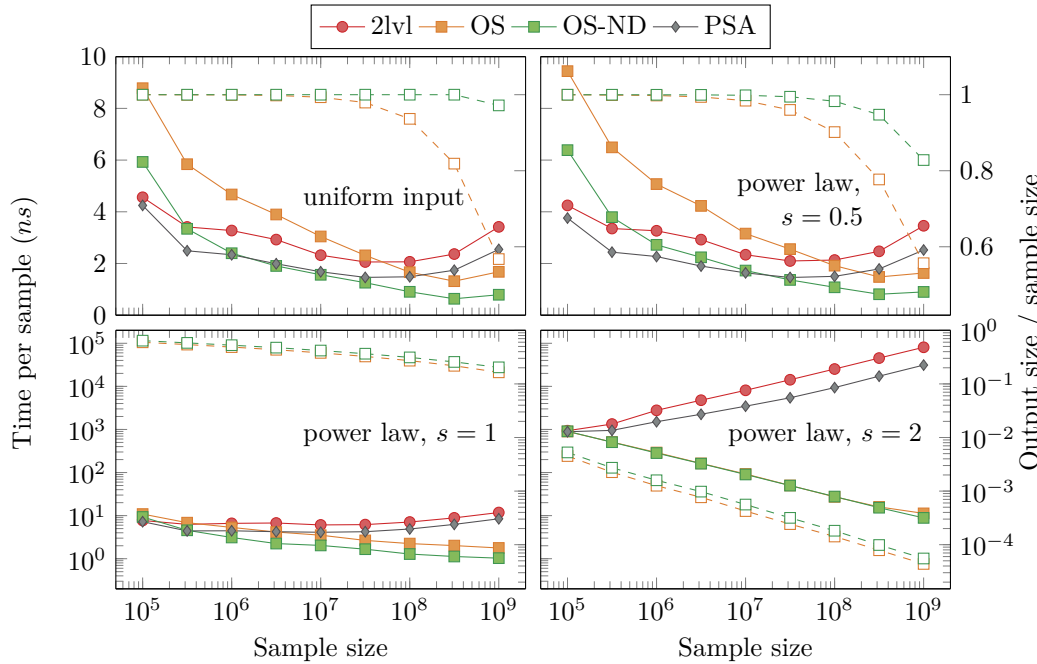 2lvl OS OS-ND PSA
10
8
6
4
2
0
uniform input
power law,
s = 0.5
1
0.8
0.6
Time per sample (ns)
Output size / sample size
10^5
10^4
10^3
10^2
10^1
10^0
power law, s = 1
power law, s = 2
10^0
10^-1
10^-2
10^-3
10^-4
10^5 10^6 10^7 10^8 10^9
10^5 10^6 10^7 10^8 10^9
Sample size
Sample size